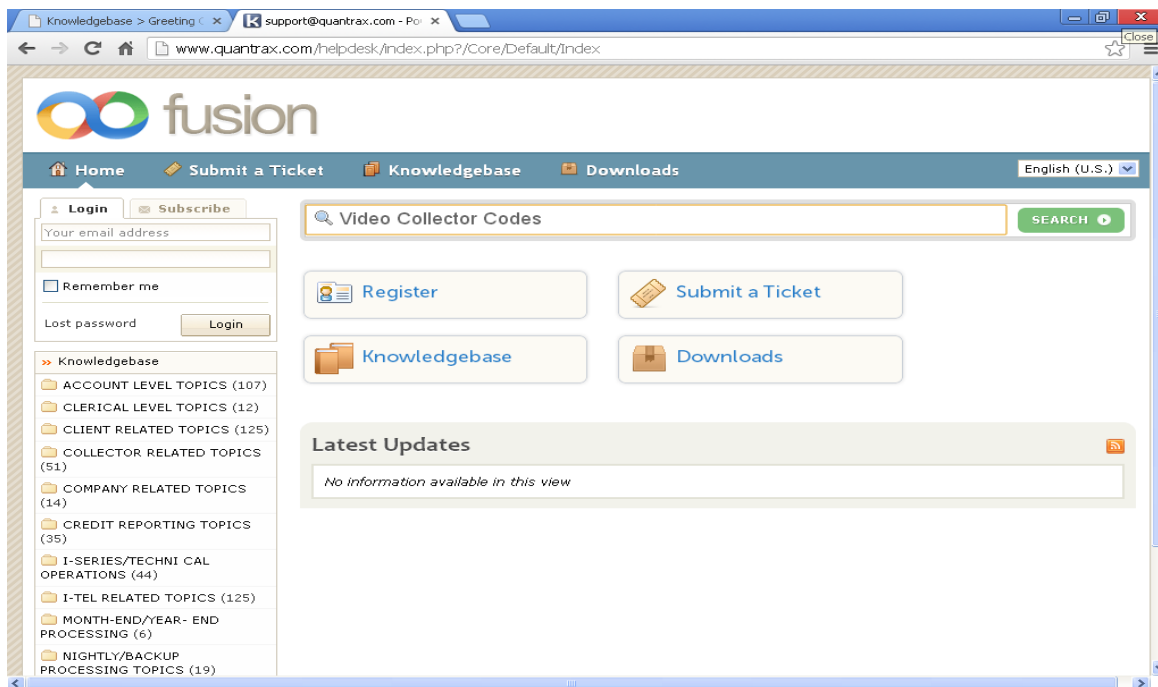 Knowledgebase > Greeting (
support@quantrax.com - Po
Close
www.quantrax.com/helpdesk/index.php?/Core/Default/Index
fusion
Home
Submit a Ticket
Knowledgebase
Downloads
English (U.S.)
Login
Subscribe
Your email address
Remember me
Lost password
Login
Video Collector Codes
SEARCH
Register
Submit a Ticket
Knowledgebase
Downloads
Latest Updates
No information available in this view
Knowledgebase
ACCOUNT LEVEL TOPICS (107)
CLERICAL LEVEL TOPICS (12)
CLIENT RELATED TOPICS (125)
COLLECTOR RELATED TOPICS
(51)
COMPANY RELATED TOPICS
(14)
CREDIT REPORTING TOPICS
(35)
I-SERIES/TECHNI CAL
OPERATIONS (44)
I-TEL RELATED TOPICS (125)
MONTH-END/YEAR- END
PROCESSING (6)
NIGHTLY/BACKUP
PROCESSING TOPICS (19)